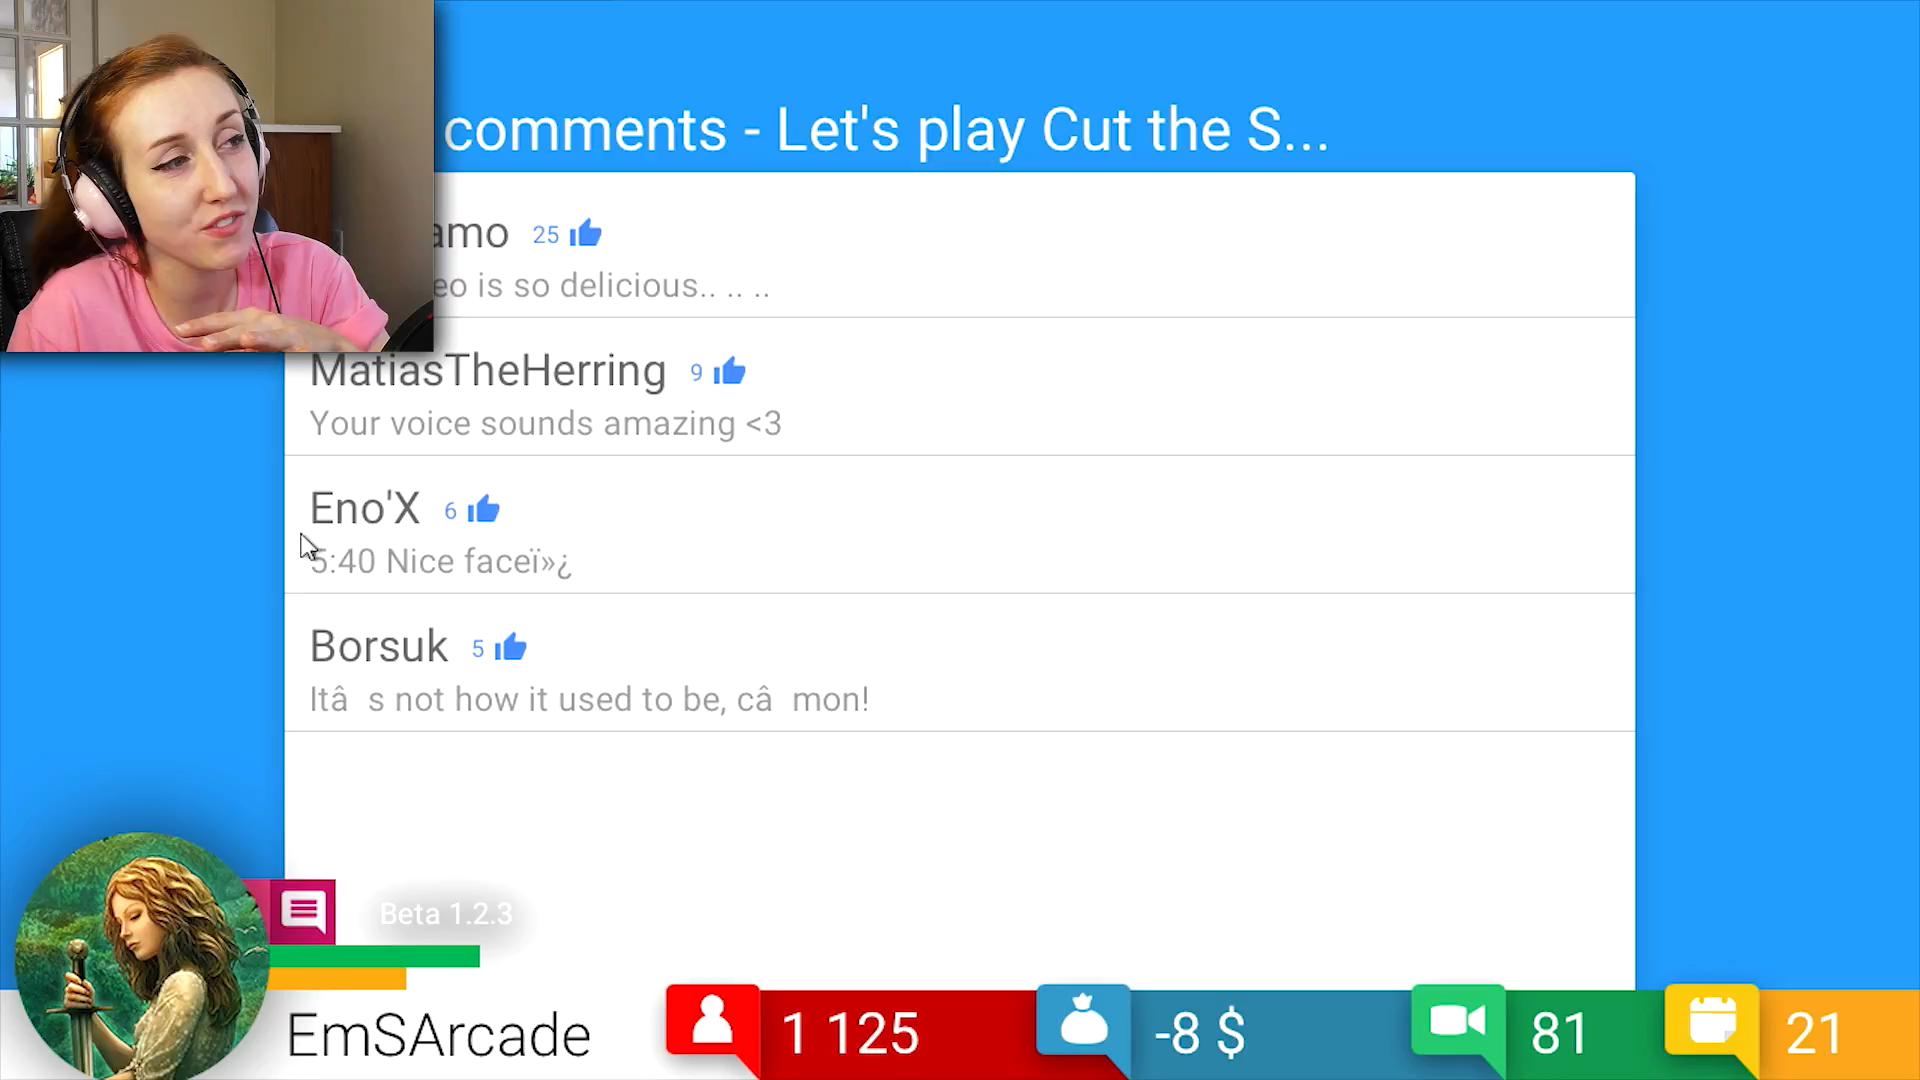 comments - Let's play Cut the S...
amo 25
eo is so delicious.. .. ..
MatiasTheHerring 9
Your voice sounds amazing <3
Eno'X 6
5:40 Nice faceï»¿
Borsuk 5
Itâ s not how it used to be, câ mon!
Beta 1.2.3
EmSArcade
1 125
-8 $
81
21